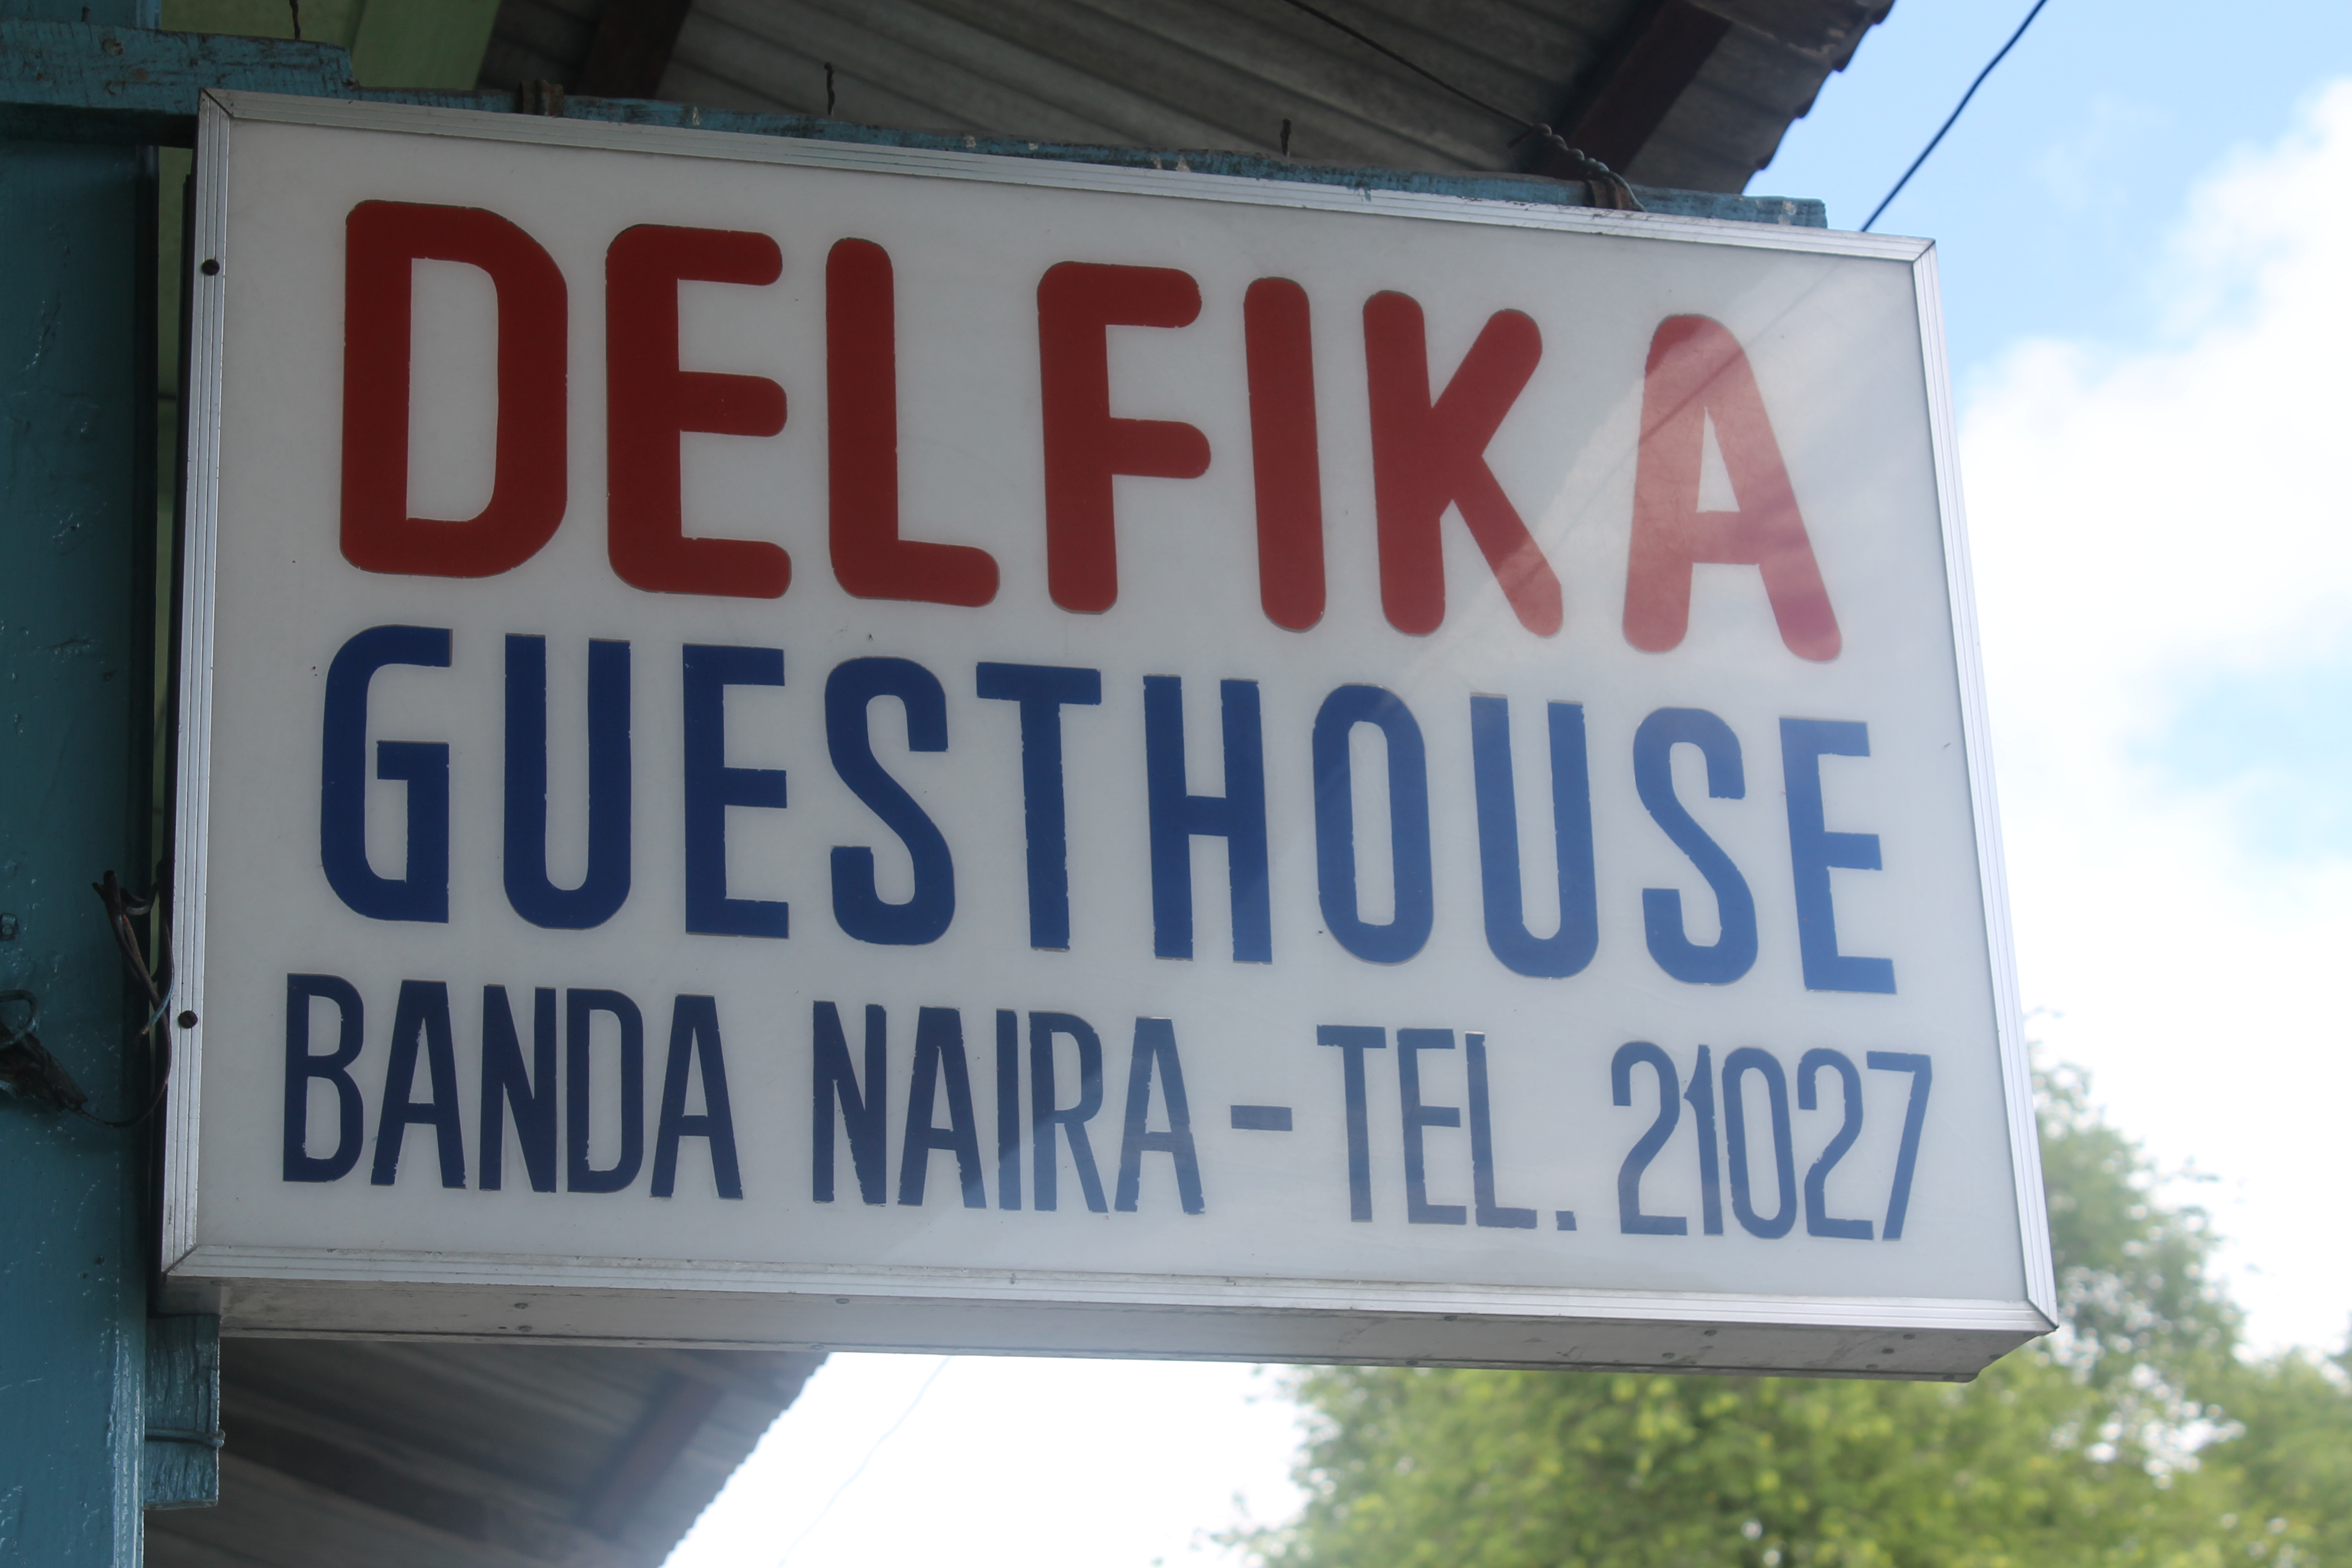 DELFIKA
GUESTHOUSE
BANDA NAIRA - TEL. 21027